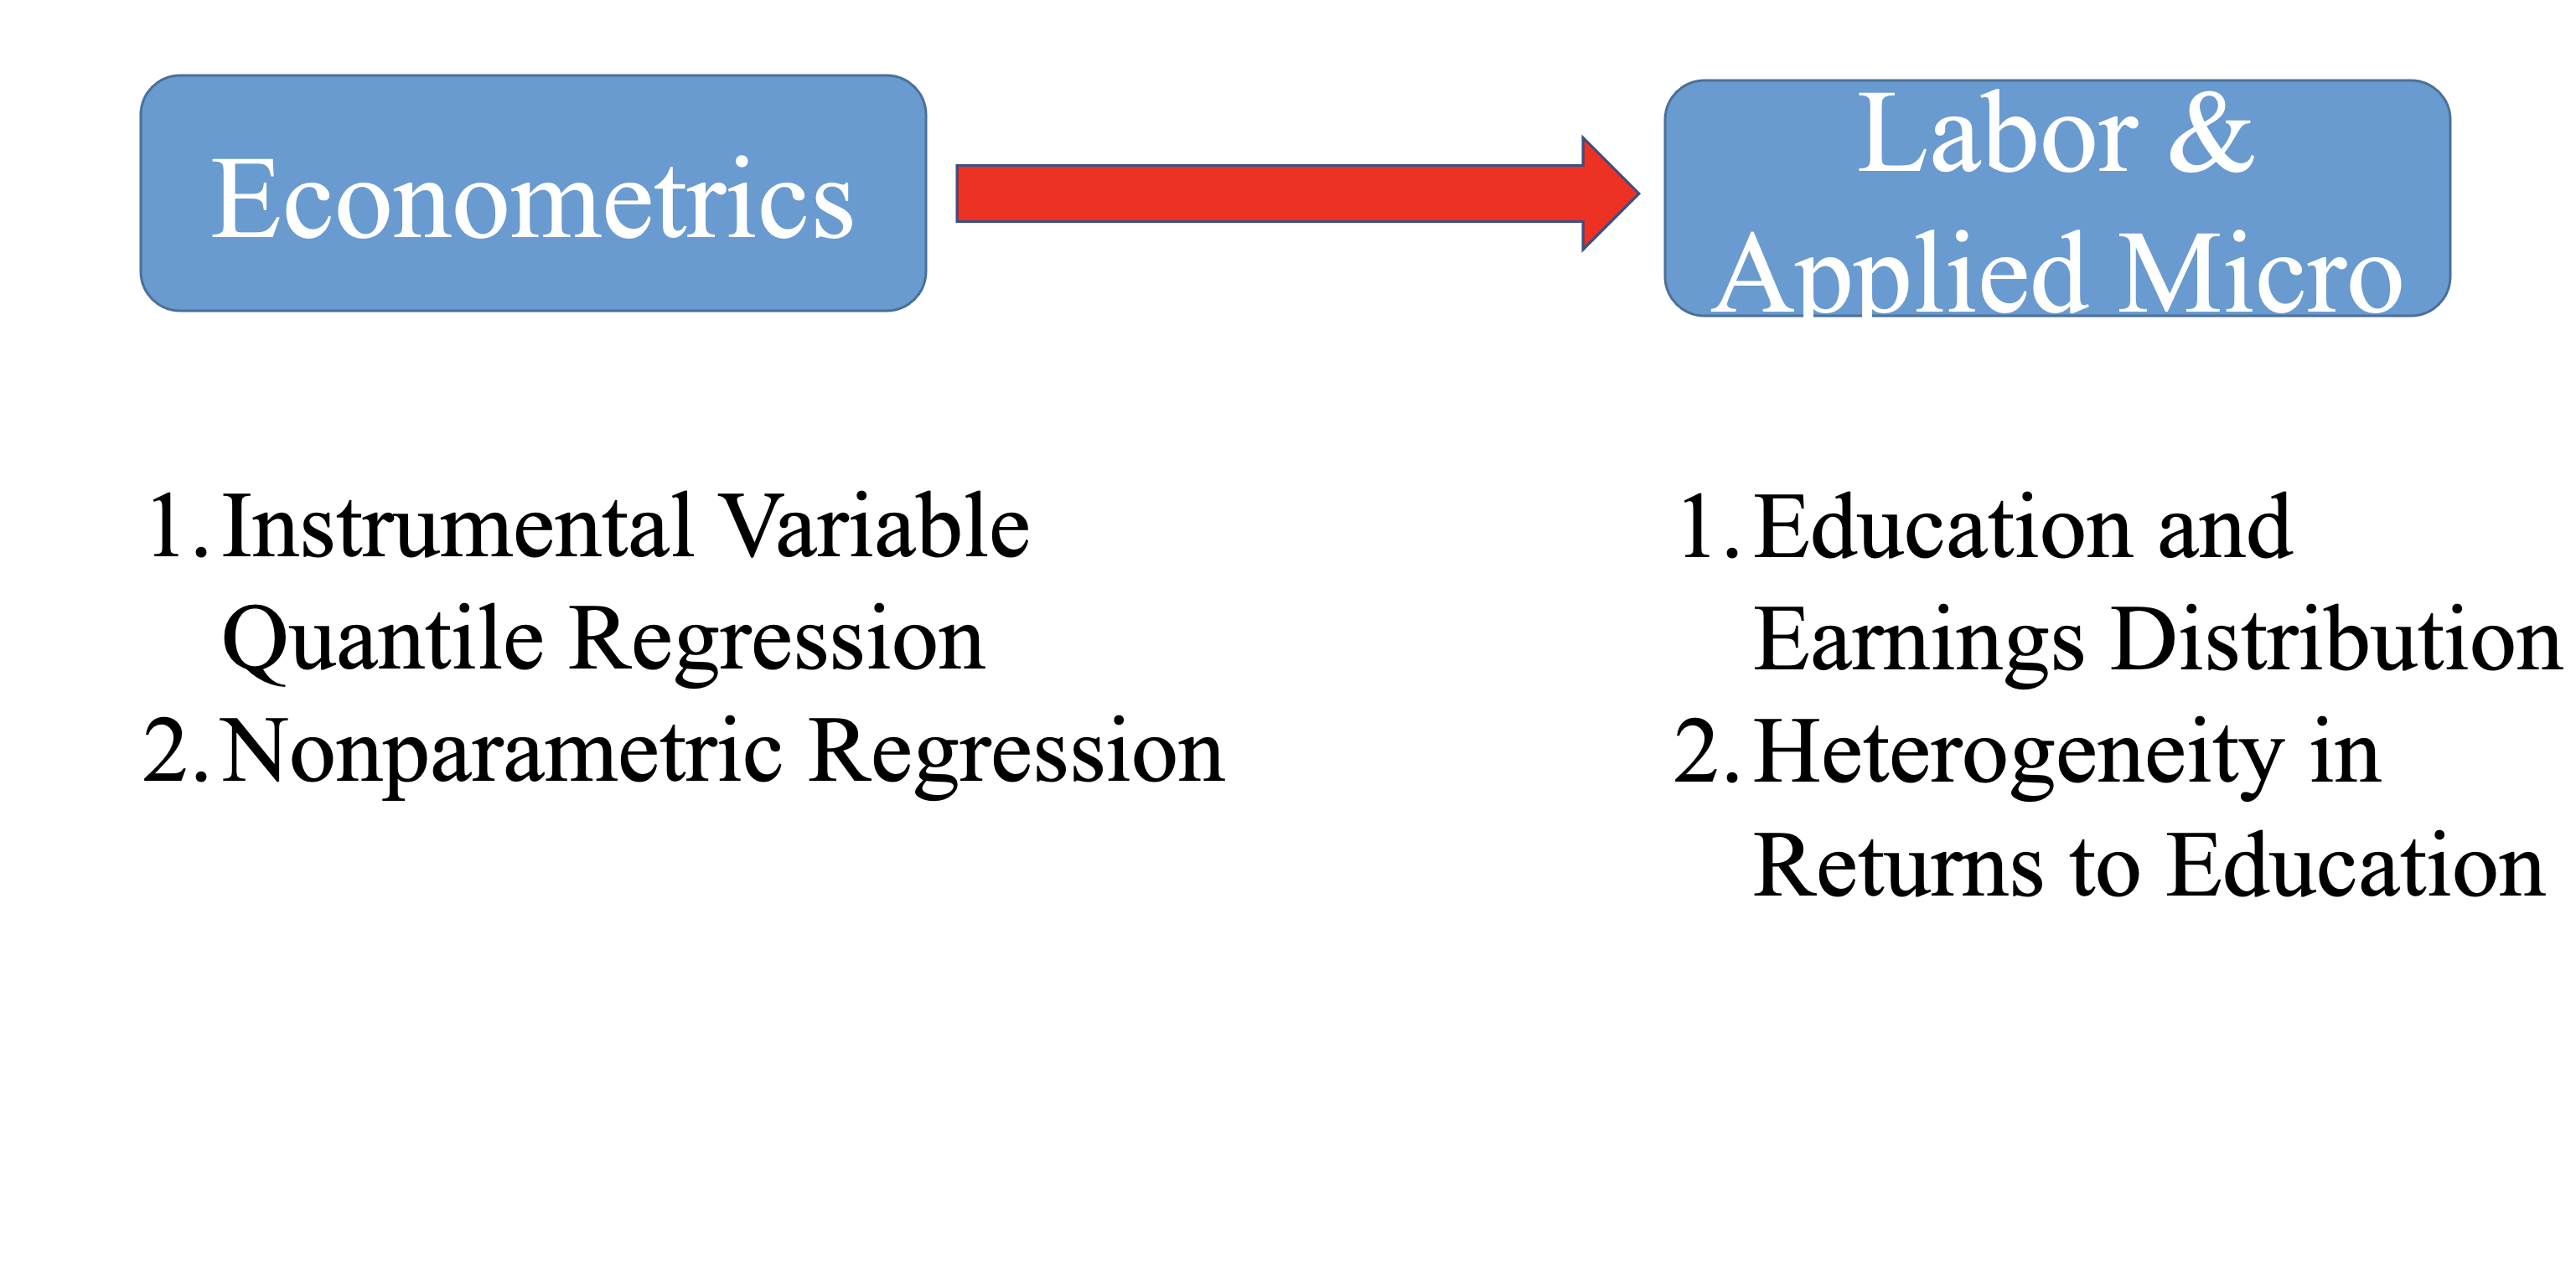 Econometrics
Labor &
Applied Micro
1. Instrumental Variable
Quantile Regression
2. Nonparametric Regression
1. Education and
Earnings Distribution
2. Heterogeneity in
Returns to Education